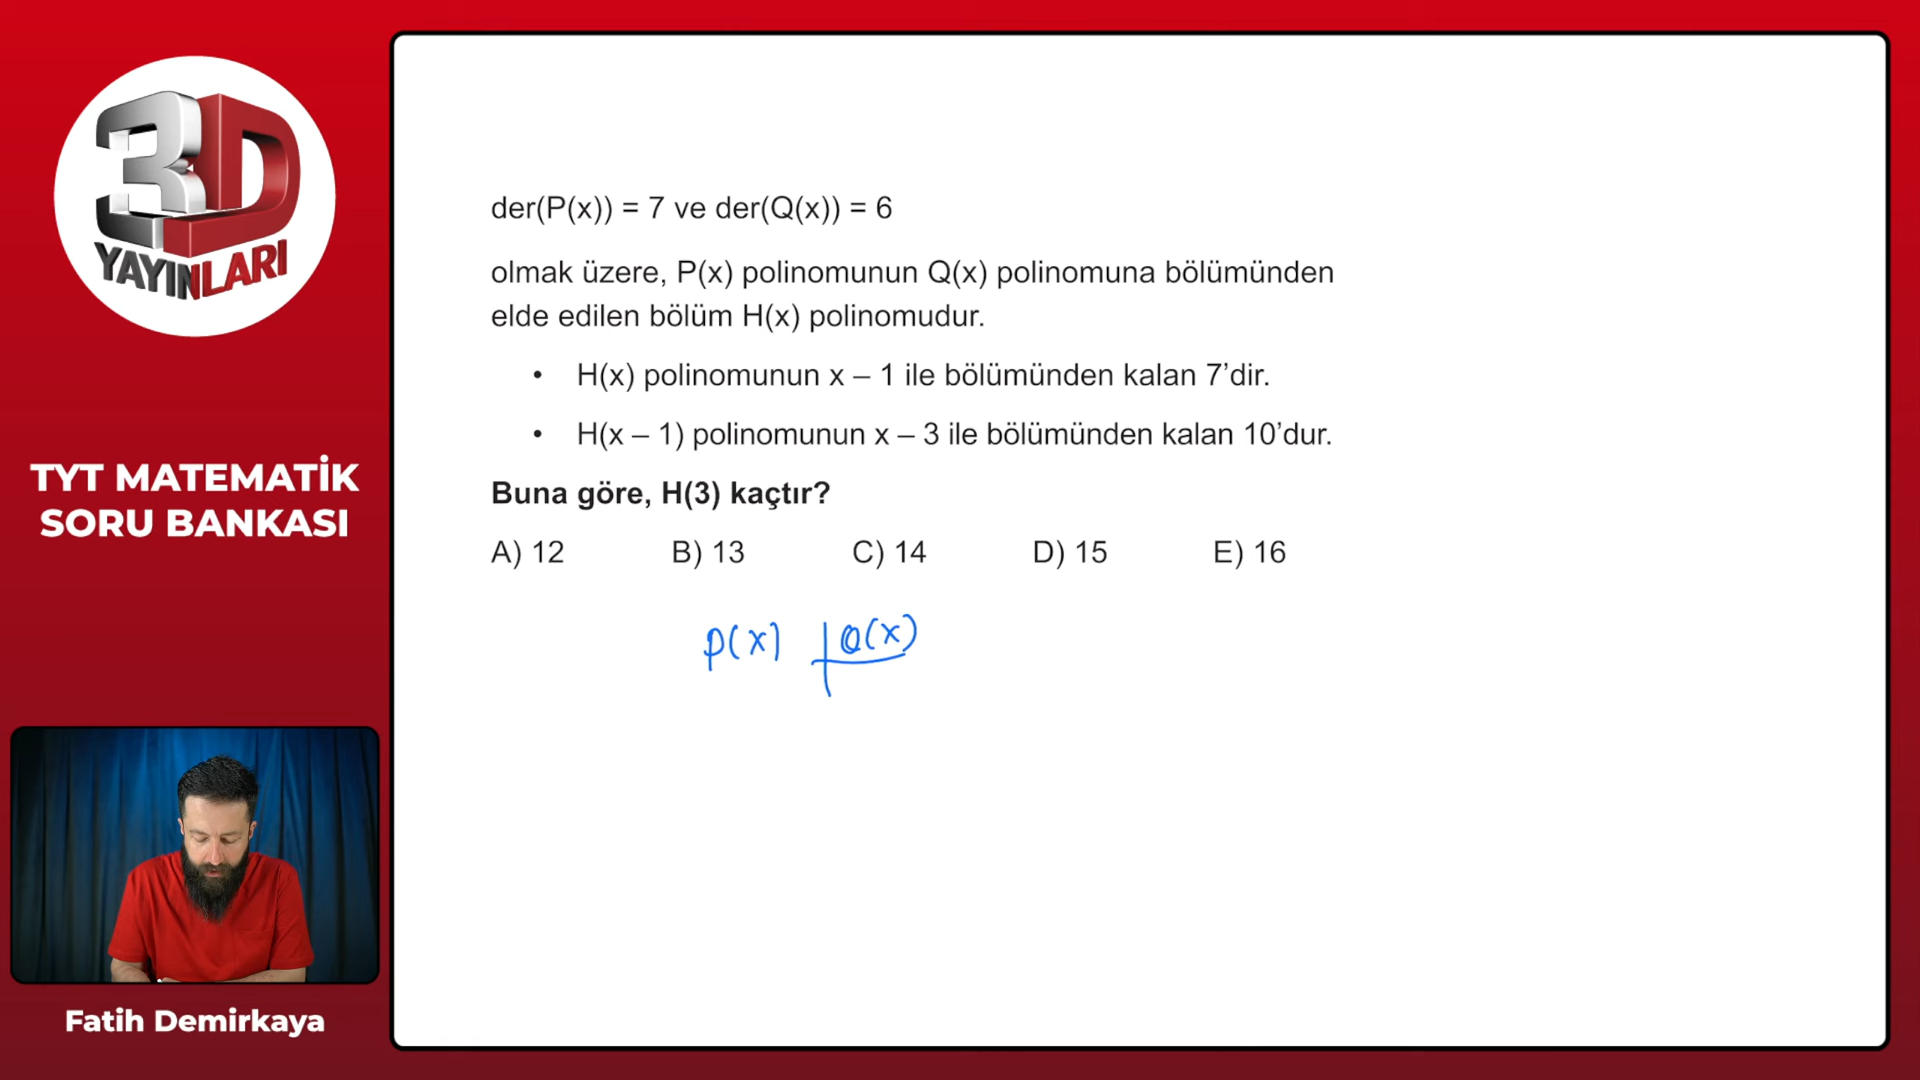 3D
YAYINLARI
TYT MATEMATİK
SORU BANKASI
Fatih Demirkaya
der(P(x)) = 7 ve der(Q(x)) = 6
olmak üzere, P(x) polinomunun Q(x) polinomuna bölümünden
elde edilen bölüm H(x) polinomudur.
• H(x) polinomunun x – 1 ile bölümünden kalan 7’dir.
• H(x – 1) polinomunun x – 3 ile bölümünden kalan 10’dur.
Buna göre, H(3) kaçtır?
A) 12 B) 13 C) 14 D) 15 E) 16
P(x) Q(x)